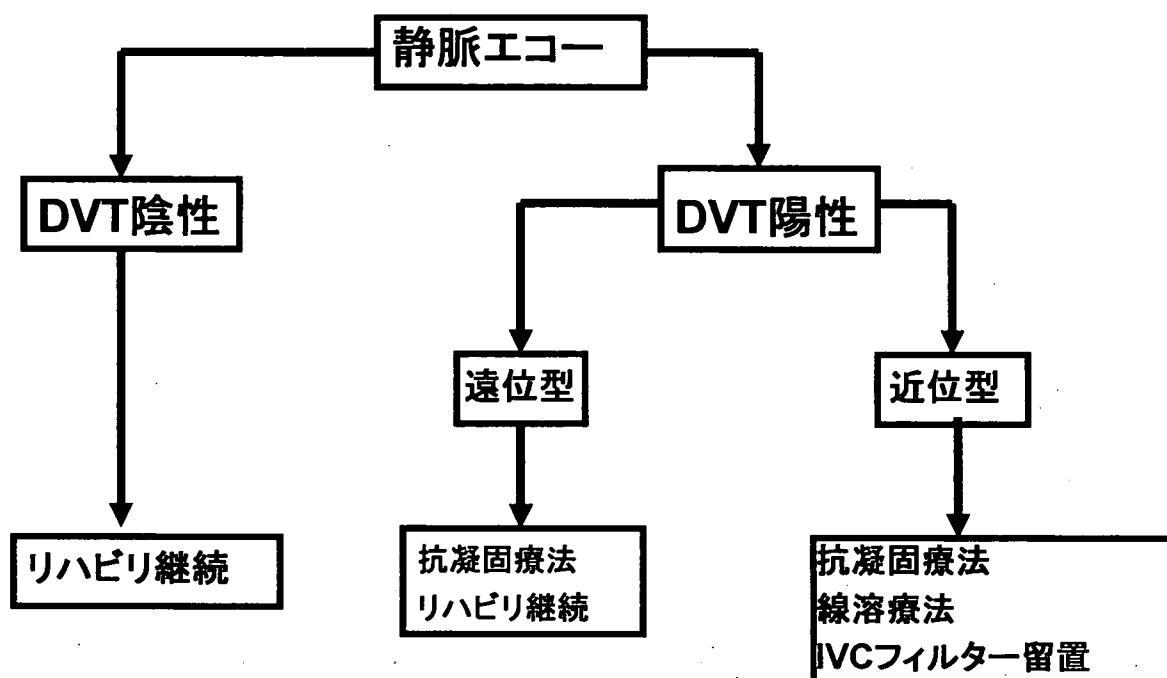 静脈エコー
DVT陰性
DVT陽性
遠位型
近位型
リハビリ継続
抗凝固療法
リハビリ継続
抗凝固療法
線溶療法
IVCフィルター留置